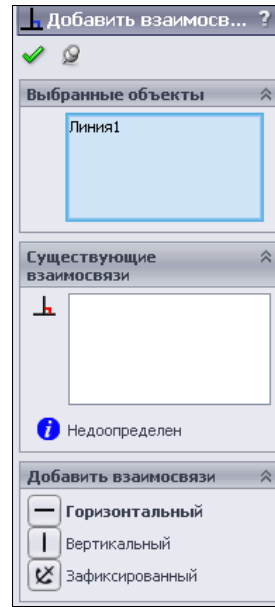 Добавить взаимосв... ?
Выбранные объекты
Линия1
Существующие
взаимосвязи
Недоопределен
Добавить взаимосвязи
Горизонтальный
Вертикальный
Зафиксированный